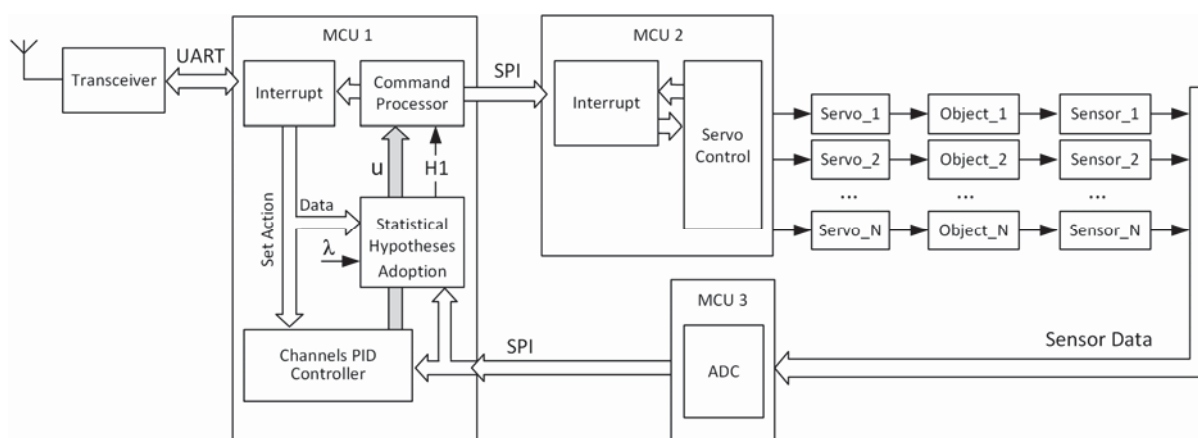 MCU 1
MCU 2
Transceiver
UART
Interrupt
Command
Processor
SPI
Interrupt
Servo
Control
Servo_1
Object_1
Sensor_1
Servo_2
Object_2
Sensor_2
...
...
...
Servo_N
Object_N
Sensor_N
u
H1
Set Action
Data
Statistical
Hypotheses
Adoption
λ
Channels PID
Controller
SPI
MCU 3
ADC
Sensor Data